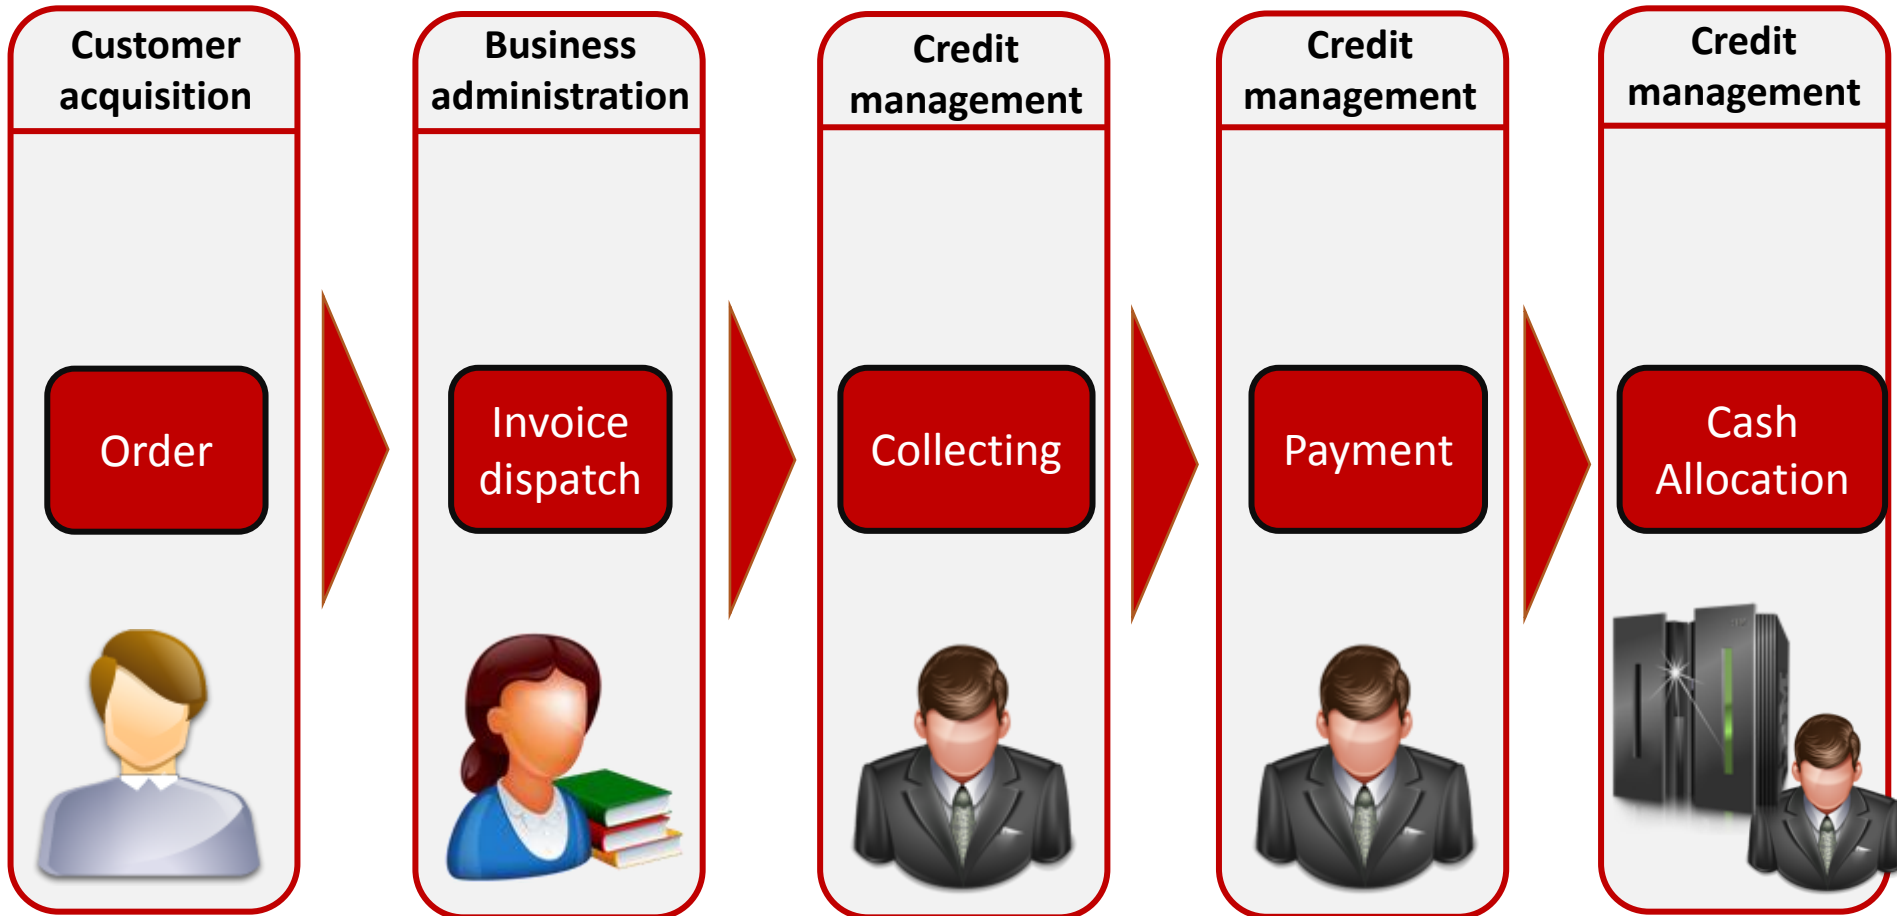 Customer
acquisition
Order
Business
administration
Invoice
dispatch
Credit
management
Collecting
Credit
management
Payment
Credit
management
Cash
Allocation